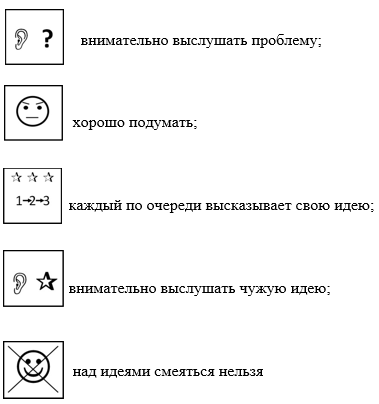 ? внимательно выслушать проблему;
хорошо подумать;
1→2→3 каждый по очереди высказывает свою идею;
внимательно выслушать чужую идею;
над идеями смеяться нельзя